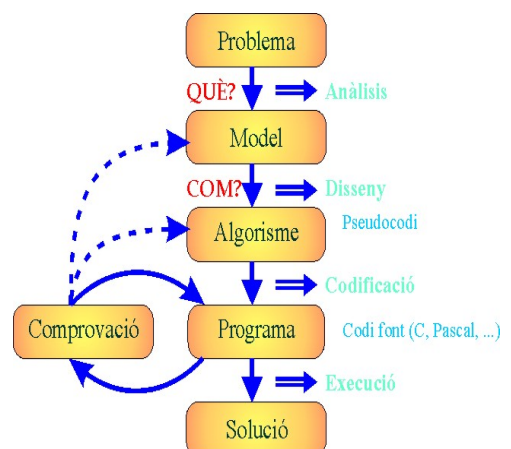 Problema
QUÈ? Anàlisis
Model
COM? Disseny
Algorisme Pseudocodi
Codificació
Comprovació Programa Codi font (C, Pascal, ...)
Execució
Solució